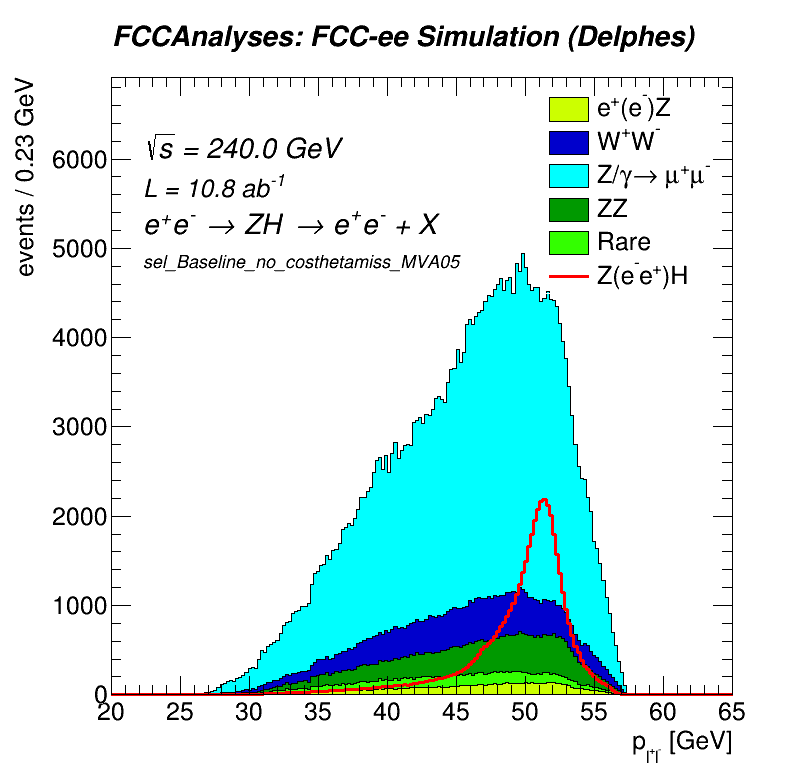 FCCAnalyses: FCC-ee Simulation (Delphes)
events / 0.23 GeV
√s = 240.0 GeV
L = 10.8 ab⁻¹
e⁺e⁻ → ZH → e⁺e⁻ + X
sel_Baseline_no_costhetamiss_MVA05
e⁺(e⁻)Z
W⁺W⁻
Z/γ→ μ⁺μ⁻
ZZ
Rare
Z(e⁻e⁺)H
6000
5000
4000
3000
2000
1000
0
20 25 30 35 40 45 50 55 60 65
p_l⁺l⁻ [GeV]